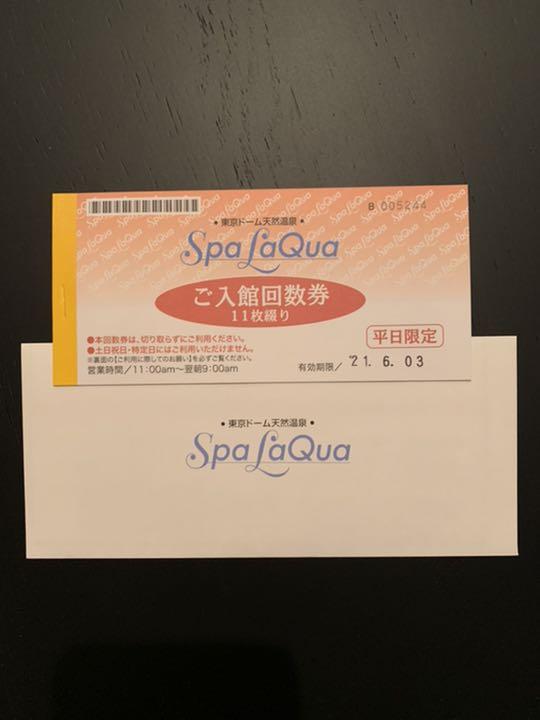 B 005244
• 東京ドーム天然温泉 •
Spa LaQua
ご入館回数券
11枚綴り
平日限定
●本回数券は、切り取らずにご利用ください。
●土日祝日・特定日にはご利用いただけません。
※裏面の【ご利用に際してのお願い】を必ずご覧ください。
営業時間／11:00am～翌朝9:00am
有効期限／ '21. 6. 03
• 東京ドーム天然温泉 •
Spa LaQua